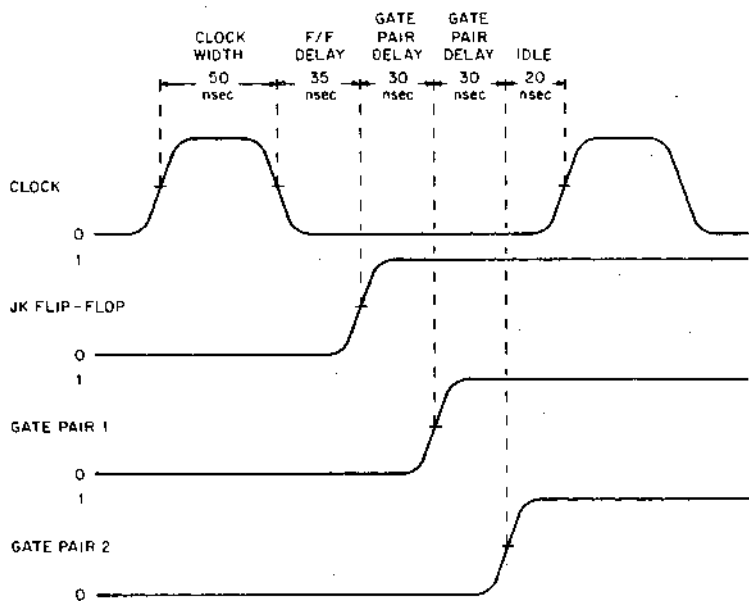 CLOCK WIDTH
50 nsec
F/F DELAY
35 nsec
GATE PAIR DELAY
30 nsec
GATE PAIR DELAY
30 nsec
IDLE
20 nsec
CLOCK
0
1
JK FLIP-FLOP
0
1
GATE PAIR 1
0
1
GATE PAIR 2
0